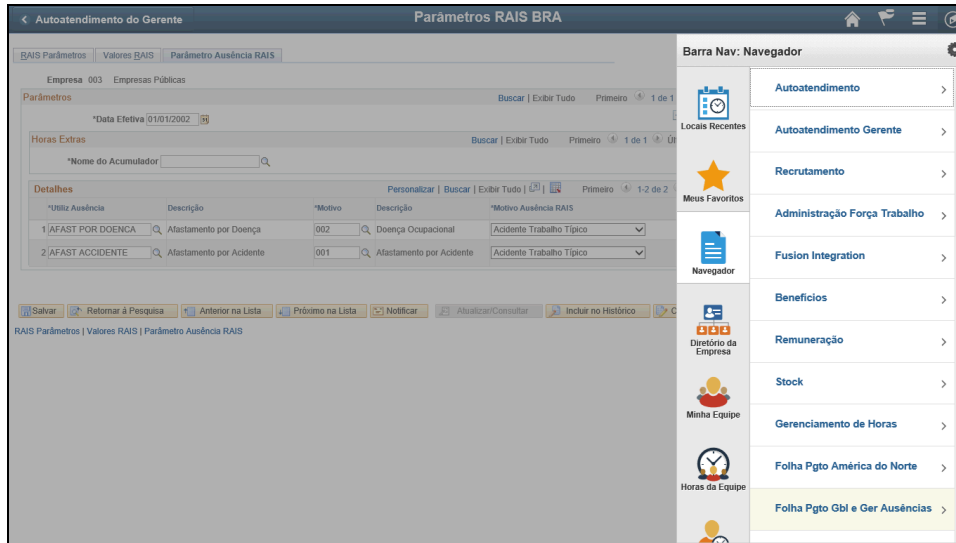 Autoatendimento do Gerente
Parâmetros RAIS BRA
RAIS Parâmetros Valores RAIS Parâmetro Ausência RAIS
Empresa 003 Empresas Públicas
Parâmetros Buscar | Exibir Tudo Primeiro 1 de 1
*Data Efetiva 01/01/2002
Horas Extras Buscar | Exibir Tudo Primeiro 1 de 1
*Nome do Acumulador
Detalhes Personalizar | Buscar | Exibir Tudo | | Primeiro 1-2 de 2
*Utiliz Ausência Descrição *Motivo Descrição *Motivo Ausência RAIS
1 AFAST POR DOENCA Afastamento por Doença 002 Doença Ocupacional Acidente Trabalho Típico
2 AFAST ACCIDENTE Afastamento por Acidente 001 Afastamento por Acidente Acidente Trabalho Típico
Salvar Retornar à Pesquisa Anterior na Lista Próximo na Lista Notificar Atualizar/Consultar Incluir no Histórico
RAIS Parâmetros | Valores RAIS | Parâmetro Ausência RAIS
Barra Nav: Navegador
Locais Recentes
Meus Favoritos
Navegador
Diretório da
Empresa
Minha Equipe
Horas da Equipe
Autoatendimento
Autoatendimento Gerente
Recrutamento
Administração Força Trabalho
Fusion Integration
Beneficios
Remuneração
Stock
Gerenciamento de Horas
Folha Pgto América do Norte
Folha Pgto Gbl e Ger Ausências